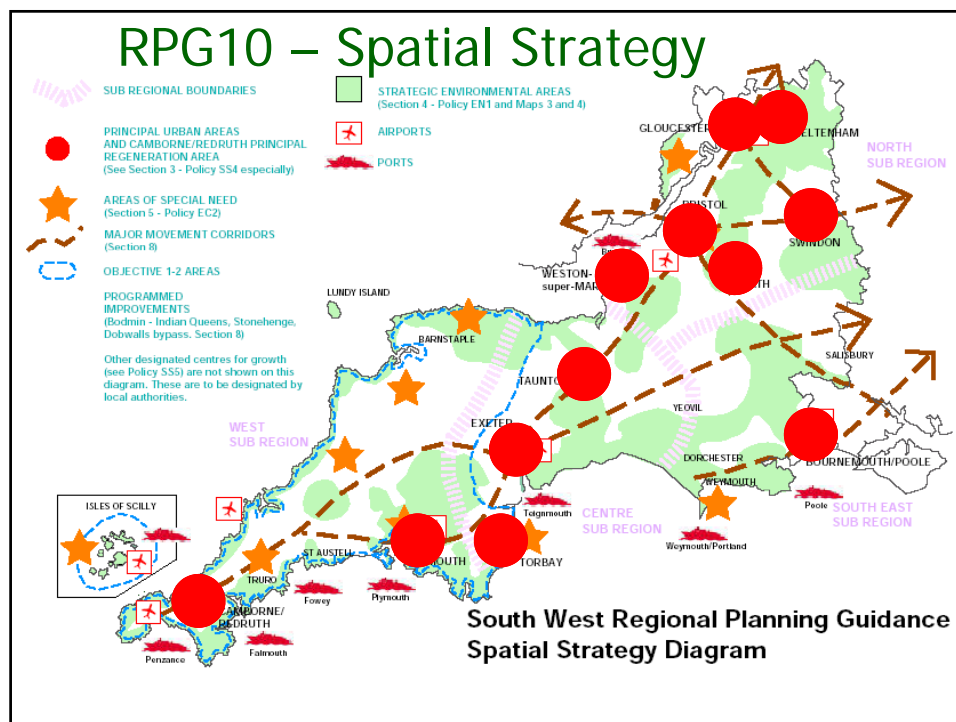 RPG10 – Spatial Strategy
SUB REGIONAL BOUNDARIES
PRINCIPAL URBAN AREAS
AND CAMBORNE/REDRUTH PRINCIPAL
REGENERATION AREA
(See Section 3 - Policy SS4 especially)
AREAS OF SPECIAL NEED
(Section 5 - Policy EC2)
MAJOR MOVEMENT CORRIDORS
(Section 8)
OBJECTIVE 1-2 AREAS
PROGRAMMED
IMPROVEMENTS
(Bodmin - Indian Queens, Stonehenge,
Dobwalls bypass. Section 8)
Other designated centres for growth
(see Policy SS5) are not shown on this
diagram. These are to be designated by
local authorities.
STRATEGIC ENVIRONMENTAL AREAS
(Section 4 - Policy EN1 and Maps 3 and 4)
AIRPORTS
PORTS
GLOUCESTER
ELTENHAM
NORTH
SUB REGION
BRISTOL
SWINDON
WESTON-
super-MAR
TH
LUNDY ISLAND
BARNSTAPLE
SALISBURY
TAUNTO
YEOVIL
EXETER
WEST
SUB REGION
DORCHESTER
WEYMOUTH
BOURNEMOUTH/POOLE
Poole
SOUTH EAST
SUB REGION
Teignmouth
CENTRE
SUB REGION
Weymouth/Portland
ISLES OF SCILLY
ST AUSTELL
MOUTH
TORBAY
TRURO
Fowey
Plymouth
CAMBORNE/
REDRUTH
Penzance
Falmouth
South West Regional Planning Guidance
Spatial Strategy Diagram